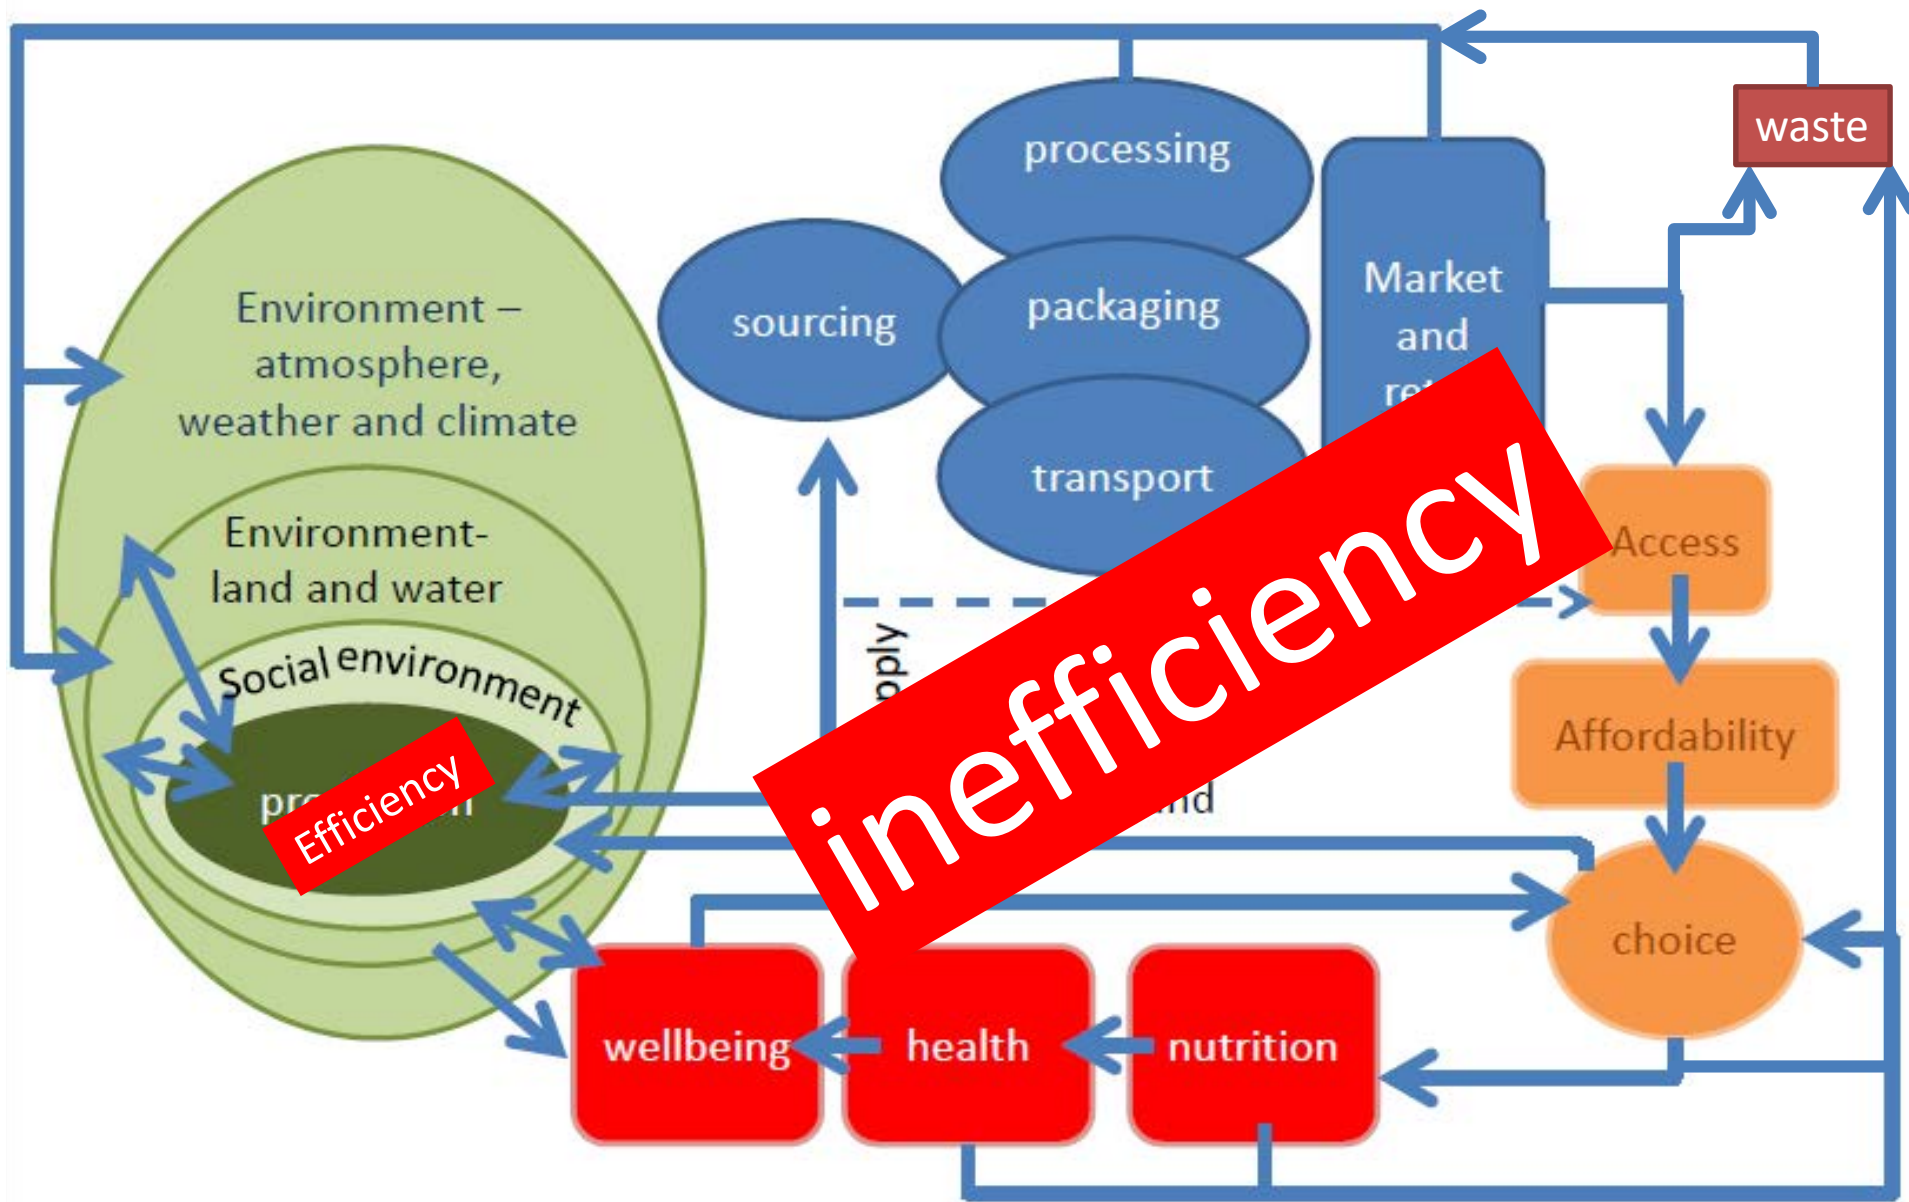 waste
processing
Market
and
packaging
sourcing
Environment –
atmosphere,
weather and climate
transport
Environment-
land and water
Access
inefficiency
Social environment
Affordability
Efficiency
choice
wellbeing
health
nutrition